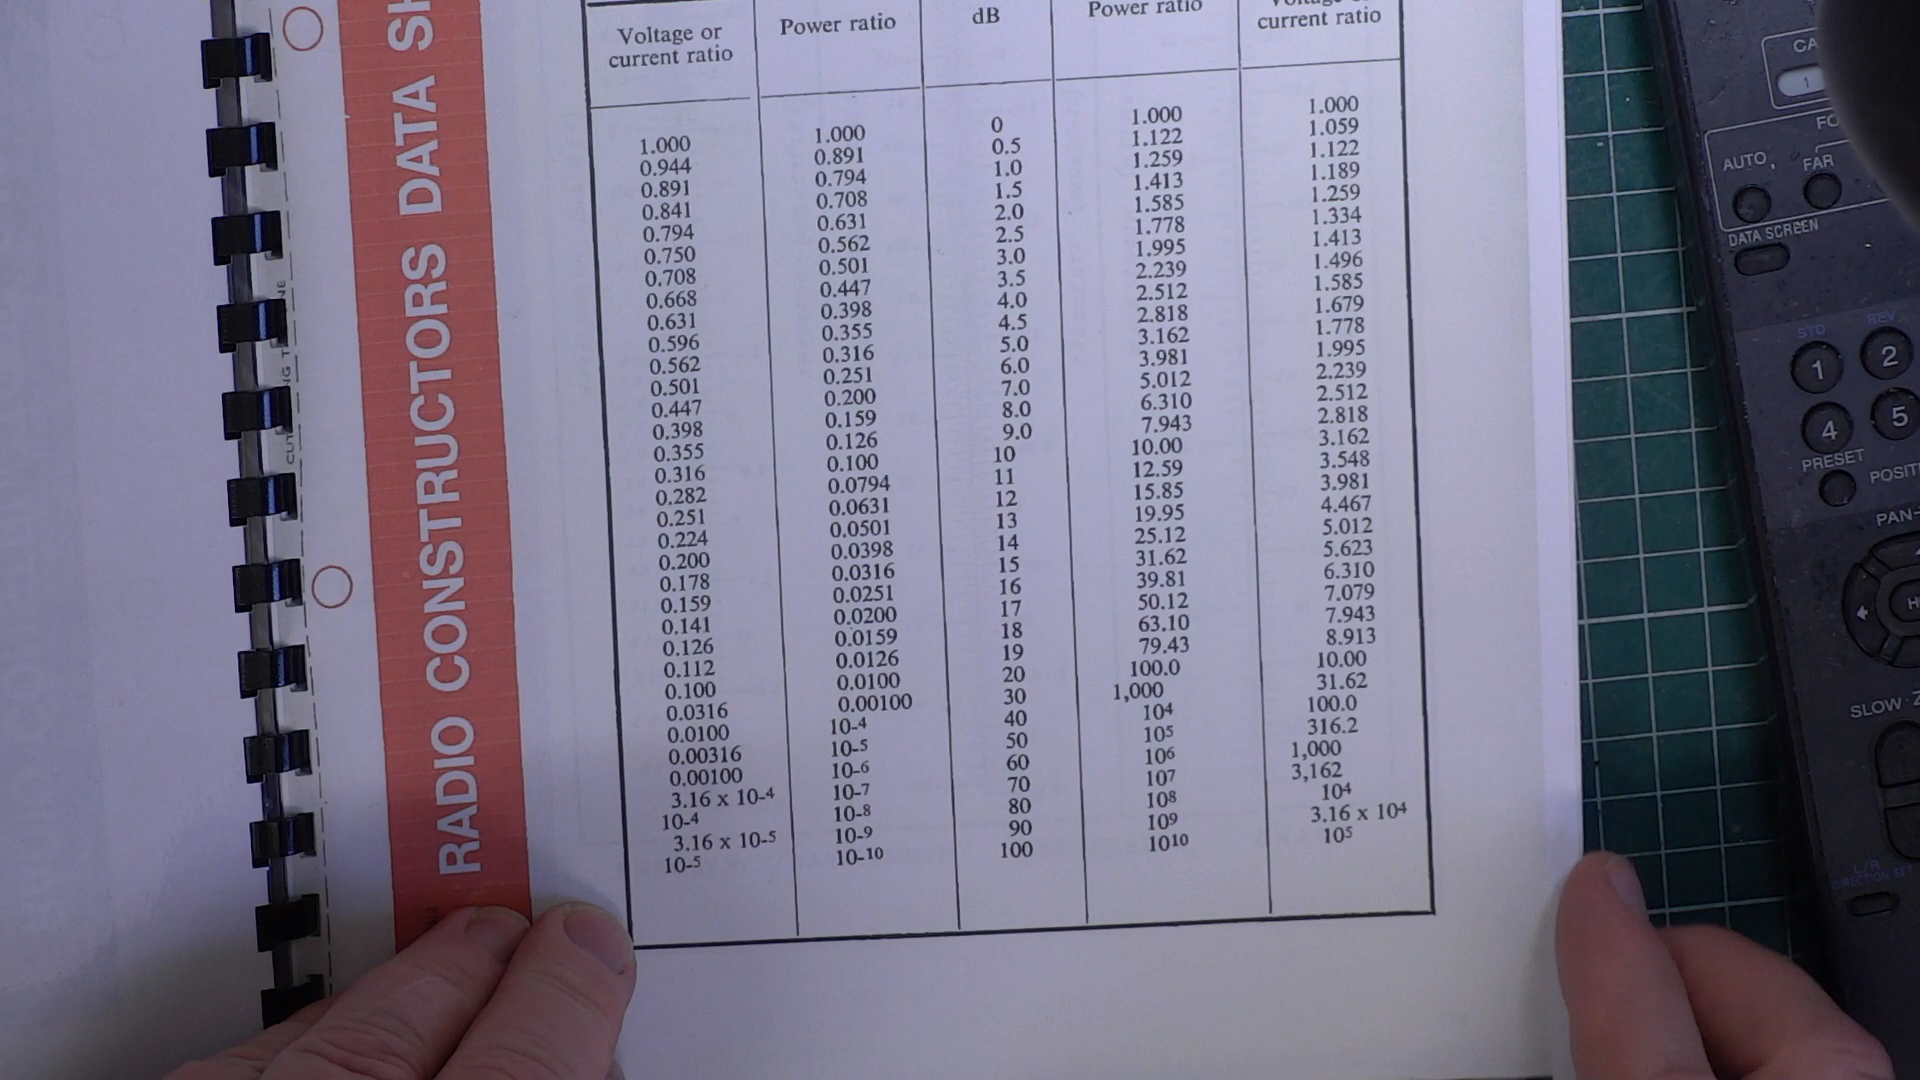 RADIO CONSTRUCTORS DATA
Voltage or current ratio | Power ratio | dB | Power ratio | Voltage or current ratio
1.000 1.000 0 1.000 1.000
0.944 0.891 0.5 1.122 1.059
0.891 0.794 1.0 1.259 1.122
0.841 0.708 1.5 1.413 1.189
0.794 0.631 2.0 1.585 1.259
0.750 0.562 2.5 1.778 1.334
0.708 0.501 3.0 1.995 1.413
0.668 0.447 3.5 2.239 1.496
0.631 0.398 4.0 2.512 1.585
0.596 0.355 4.5 2.818 1.679
0.562 0.316 5.0 3.162 1.778
0.501 0.251 6.0 3.981 1.995
0.447 0.200 7.0 5.012 2.239
0.398 0.159 8.0 6.310 2.512
0.355 0.126 9.0 7.943 2.818
0.316 0.100 10 10.00 3.162
0.282 0.0794 11 12.59 3.548
0.251 0.0631 12 15.85 3.981
0.224 0.0501 13 19.95 4.467
0.200 0.0398 14 25.12 5.012
0.178 0.0316 15 31.62 5.623
0.159 0.0251 16 39.81 6.310
0.141 0.0200 17 50.12 7.079
0.126 0.0159 18 63.10 7.943
0.112 0.0126 19 79.43 8.913
0.100 0.0100 20 100.0 10.00
0.0316 0.00100 30 1,000 31.62
0.0100 10-4 40 10⁴ 100.0
0.00316 10-5 50 10⁵ 316.2
0.00100 10-6 60 10⁶ 1,000
3.16 x 10-4 10-7 70 10⁷ 3,162
10-4 10-8 80 10⁸ 10⁴
3.16 x 10-5 10-9 90 10⁹ 3.16 x 10⁴
10-5 10-10 100 10¹⁰ 10⁵
AUTO FAR
DATA SCREEN
STD REV
1 2
4 5
PRESET
SLOW
L/R
DIRECTION SET